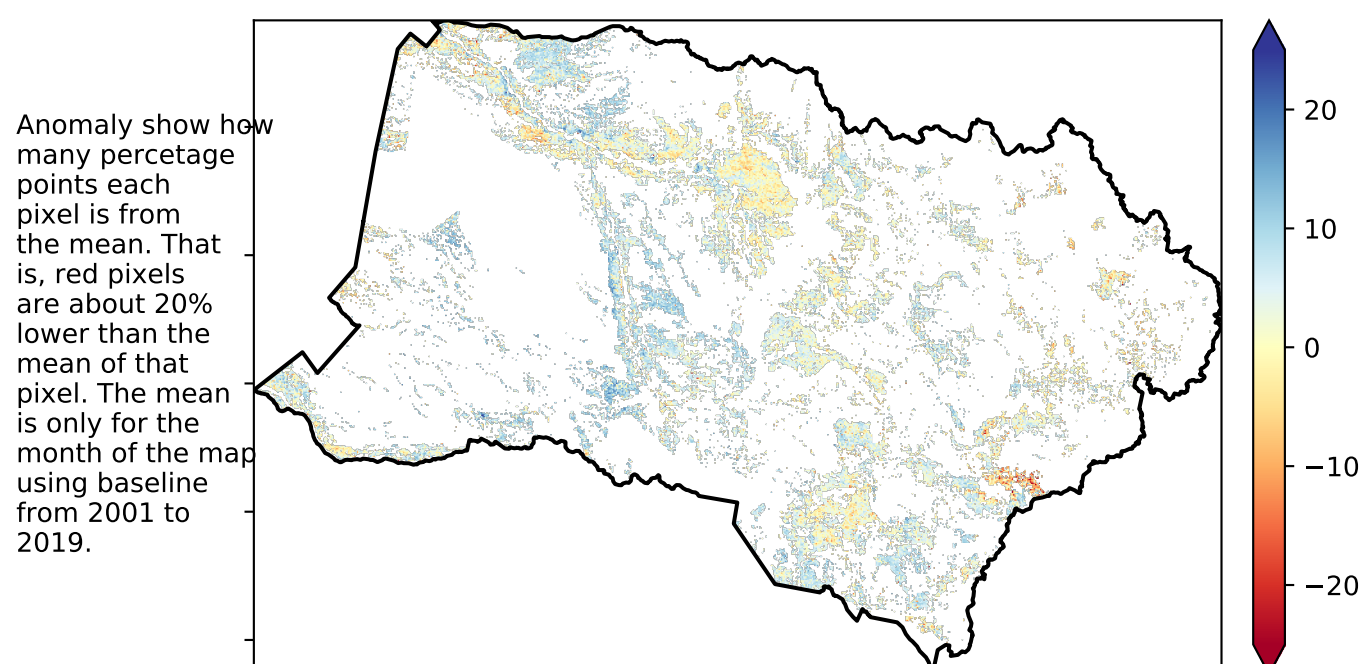 Anomaly show how
many percetage
points each
pixel is from
the mean. That
is, red pixels
are about 20%
lower than the
mean of that
pixel. The mean
is only for the
month of the map
using baseline
from 2001 to
2019.
20
10
0
−10
−20